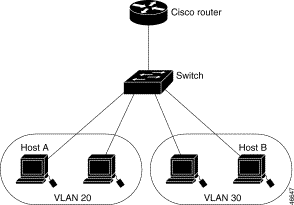 Cisco router
Switch
Host A
Host B
VLAN 20
VLAN 30
46647